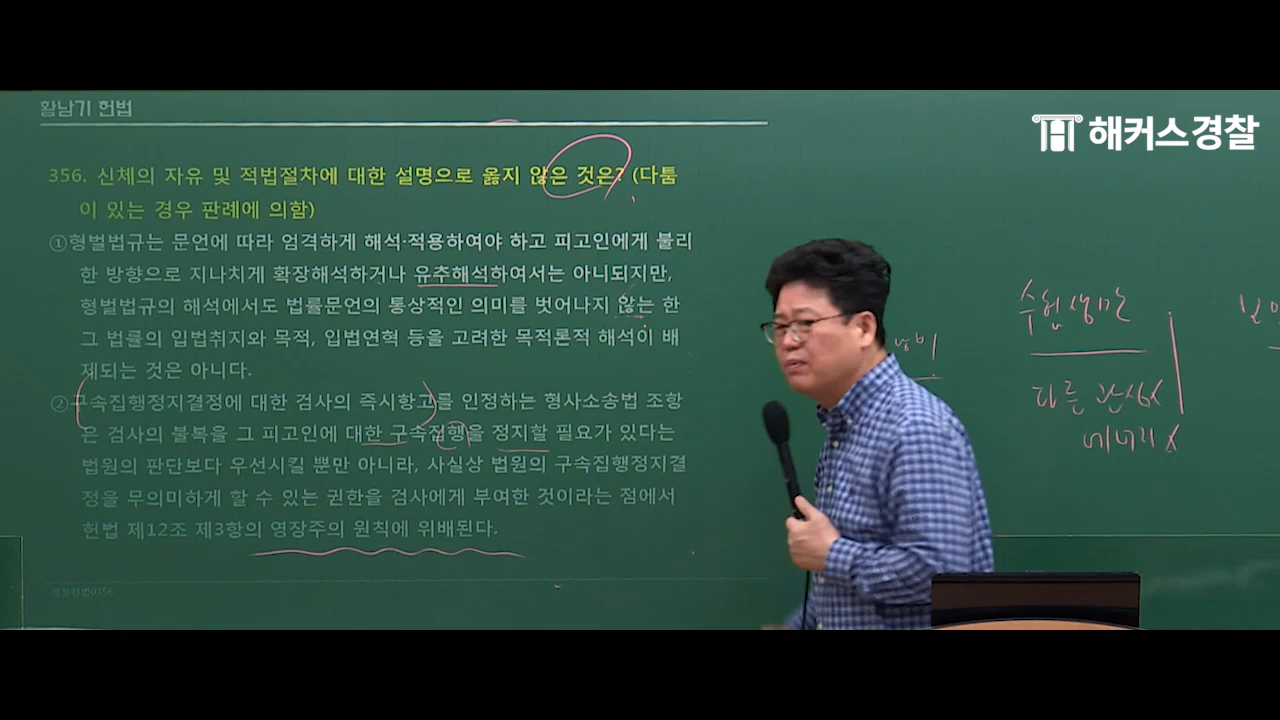 황남기 헌법
해커스경찰
356. 신체의 자유 및 적법절차에 대한 설명으로 옳지 않은 것은? (다툼
이 있는 경우 판례에 의함)
①형벌법규는 문언에 따라 엄격하게 해석·적용하여야 하고 피고인에게 불리
한 방향으로 지나치게 확장해석하거나 유추해석하여서는 아니되지만,
형벌법규의 해석에서도 법률문언의 통상적인 의미를 벗어나지 않는 한
그 법률의 입법취지와 목적, 입법연혁 등을 고려한 목적론적 해석이 배
제되는 것은 아니다.
②구속집행정지결정에 대한 검사의 즉시항고를 인정하는 형사소송법 조항
은 검사의 불복을 그 피고인에 대한 구속집행을 정지할 필요가 있다는
법원의 판단보다 우선시킬 뿐만 아니라, 사실상 법원의 구속집행정지결
정을 무의미하게 할 수 있는 권한을 검사에게 부여한 것이라는 점에서
헌법 제12조 제3항의 영장주의 원칙에 위배된다.
경찰헌법0356
수험생만
다른